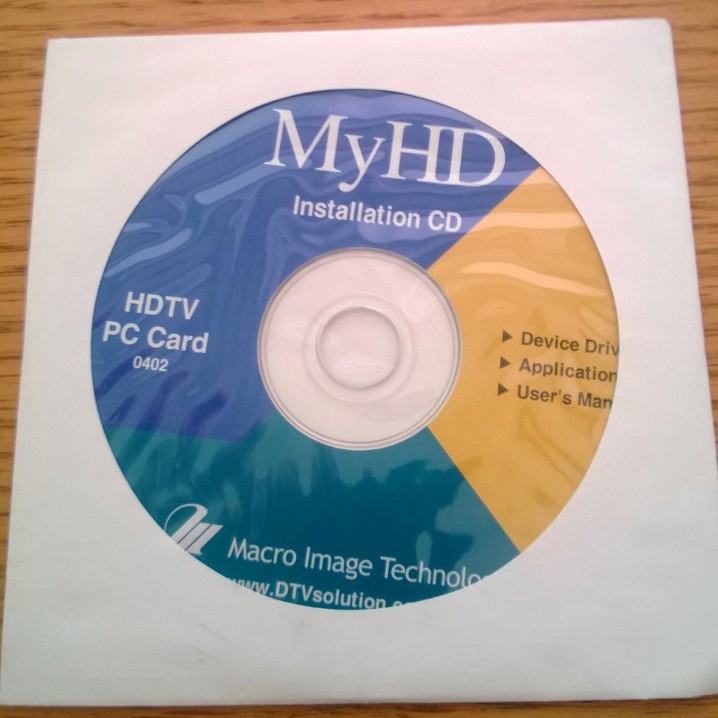 MyHD
Installation CD
HDTV
PC Card
0402
Device Driv
Application
User's Man
Macro Image Technolo
www.DTVsolution.